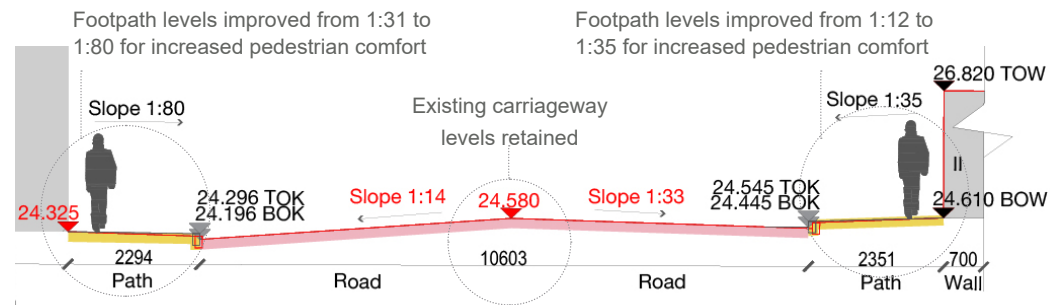 Footpath levels improved from 1:31 to
1:80 for increased pedestrian comfort
Footpath levels improved from 1:12 to
1:35 for increased pedestrian comfort
26.820 TOW
Slope 1:80
Existing carriageway
levels retained
Slope 1:35
II
24.325
24.296 TOK
24.196 BOK
Slope 1:14
24.580
Slope 1:33
24.545 TOK
24.445 BOK
24.610 BOW
2294
10603
2351
700
Path
Road
Road
Path
Wall